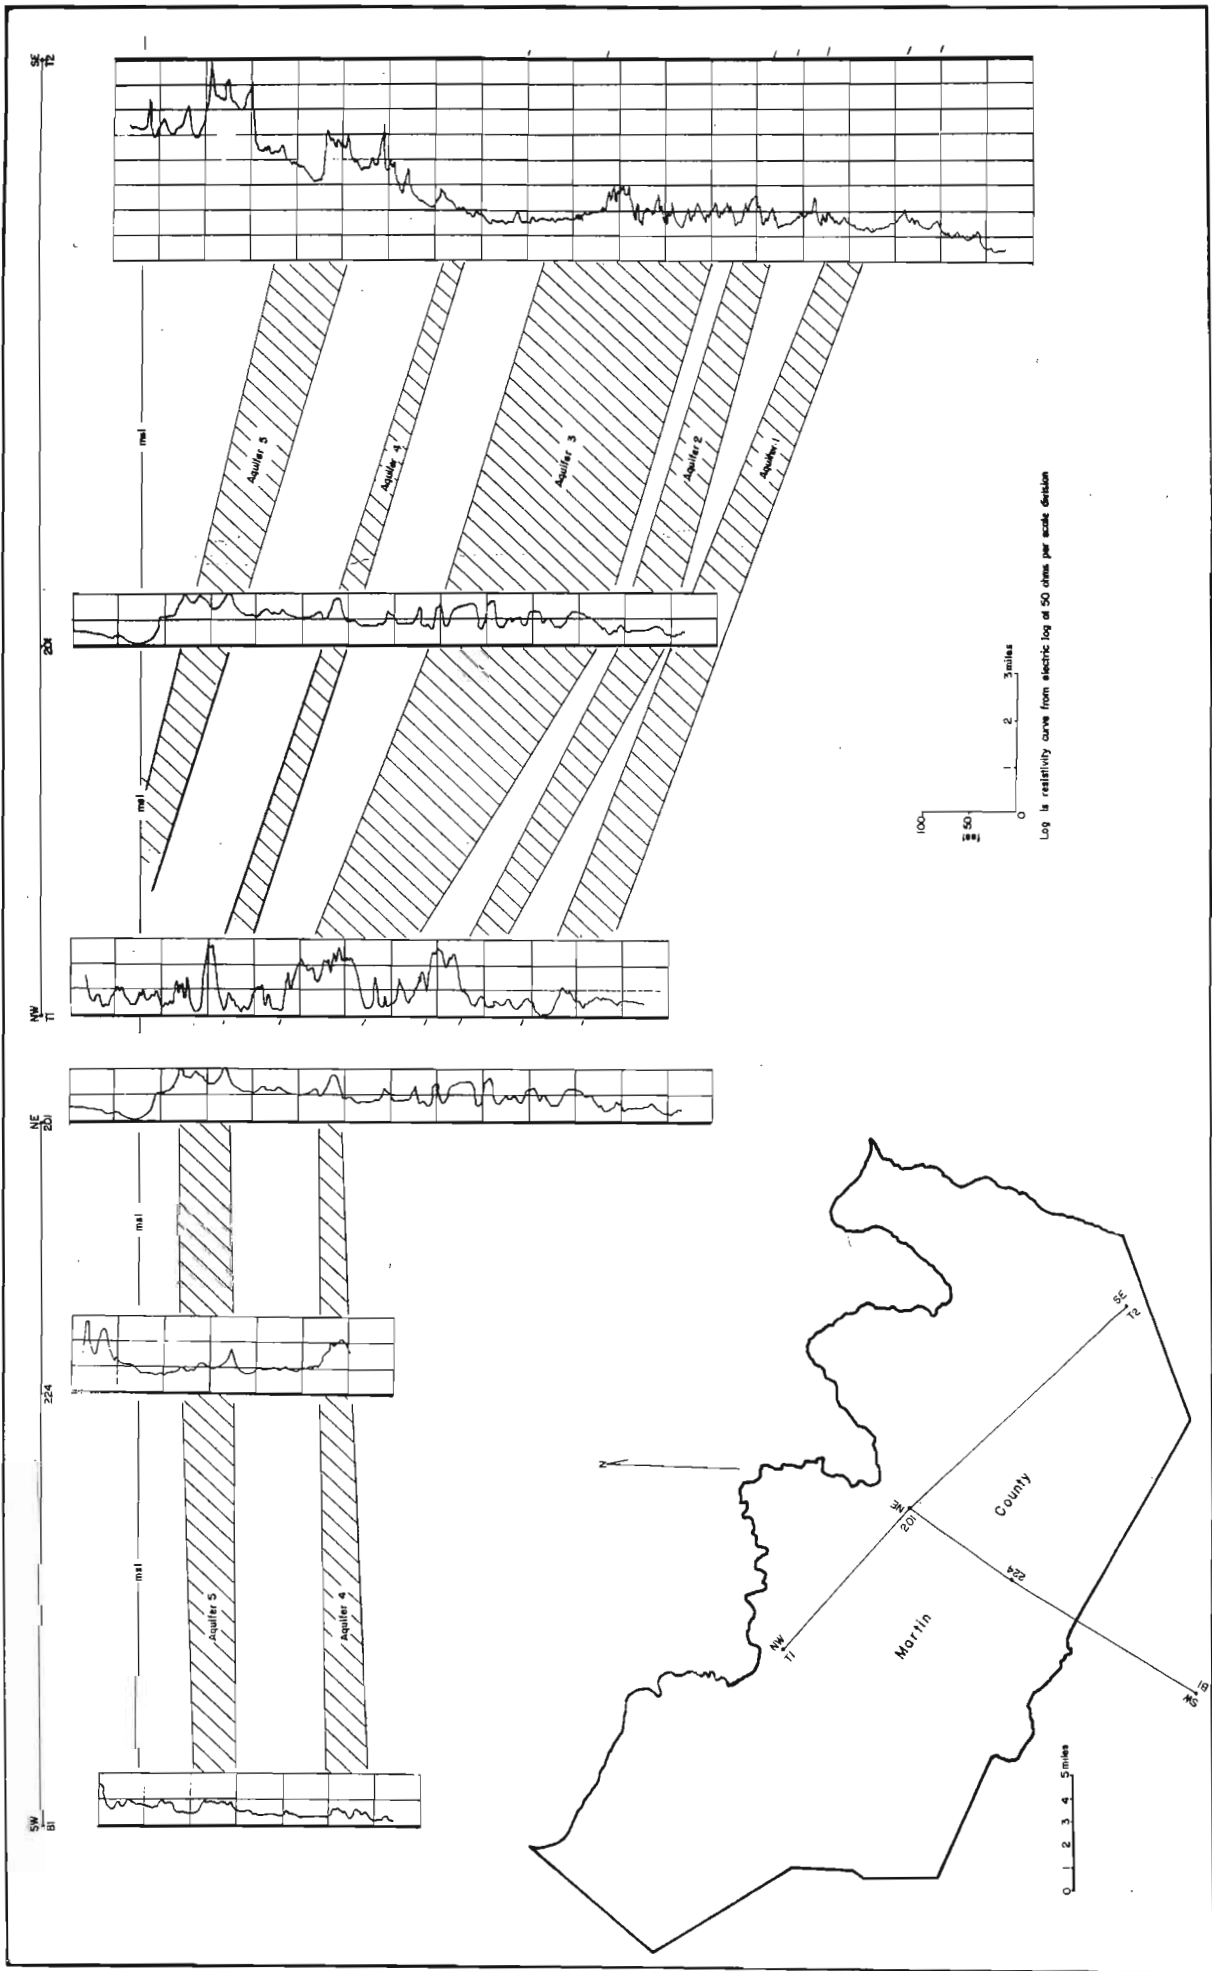 SW
B1
224
NE
201
NW
T1
201
SE
T2
msl
msl
msl
msl
Aquifer 5
Aquifer 4
Aquifer 5
Aquifer 4
Aquifer 3
Aquifer 2
Aquifer 1
100
50
feet
0
1
2
3 miles
Log is resistivity curve from electric log at 50 ohms per scale division
N
NW
T1
NE
201
224
SE
T2
SW
B1
Martin
County
0 1 2 3 4 5 miles